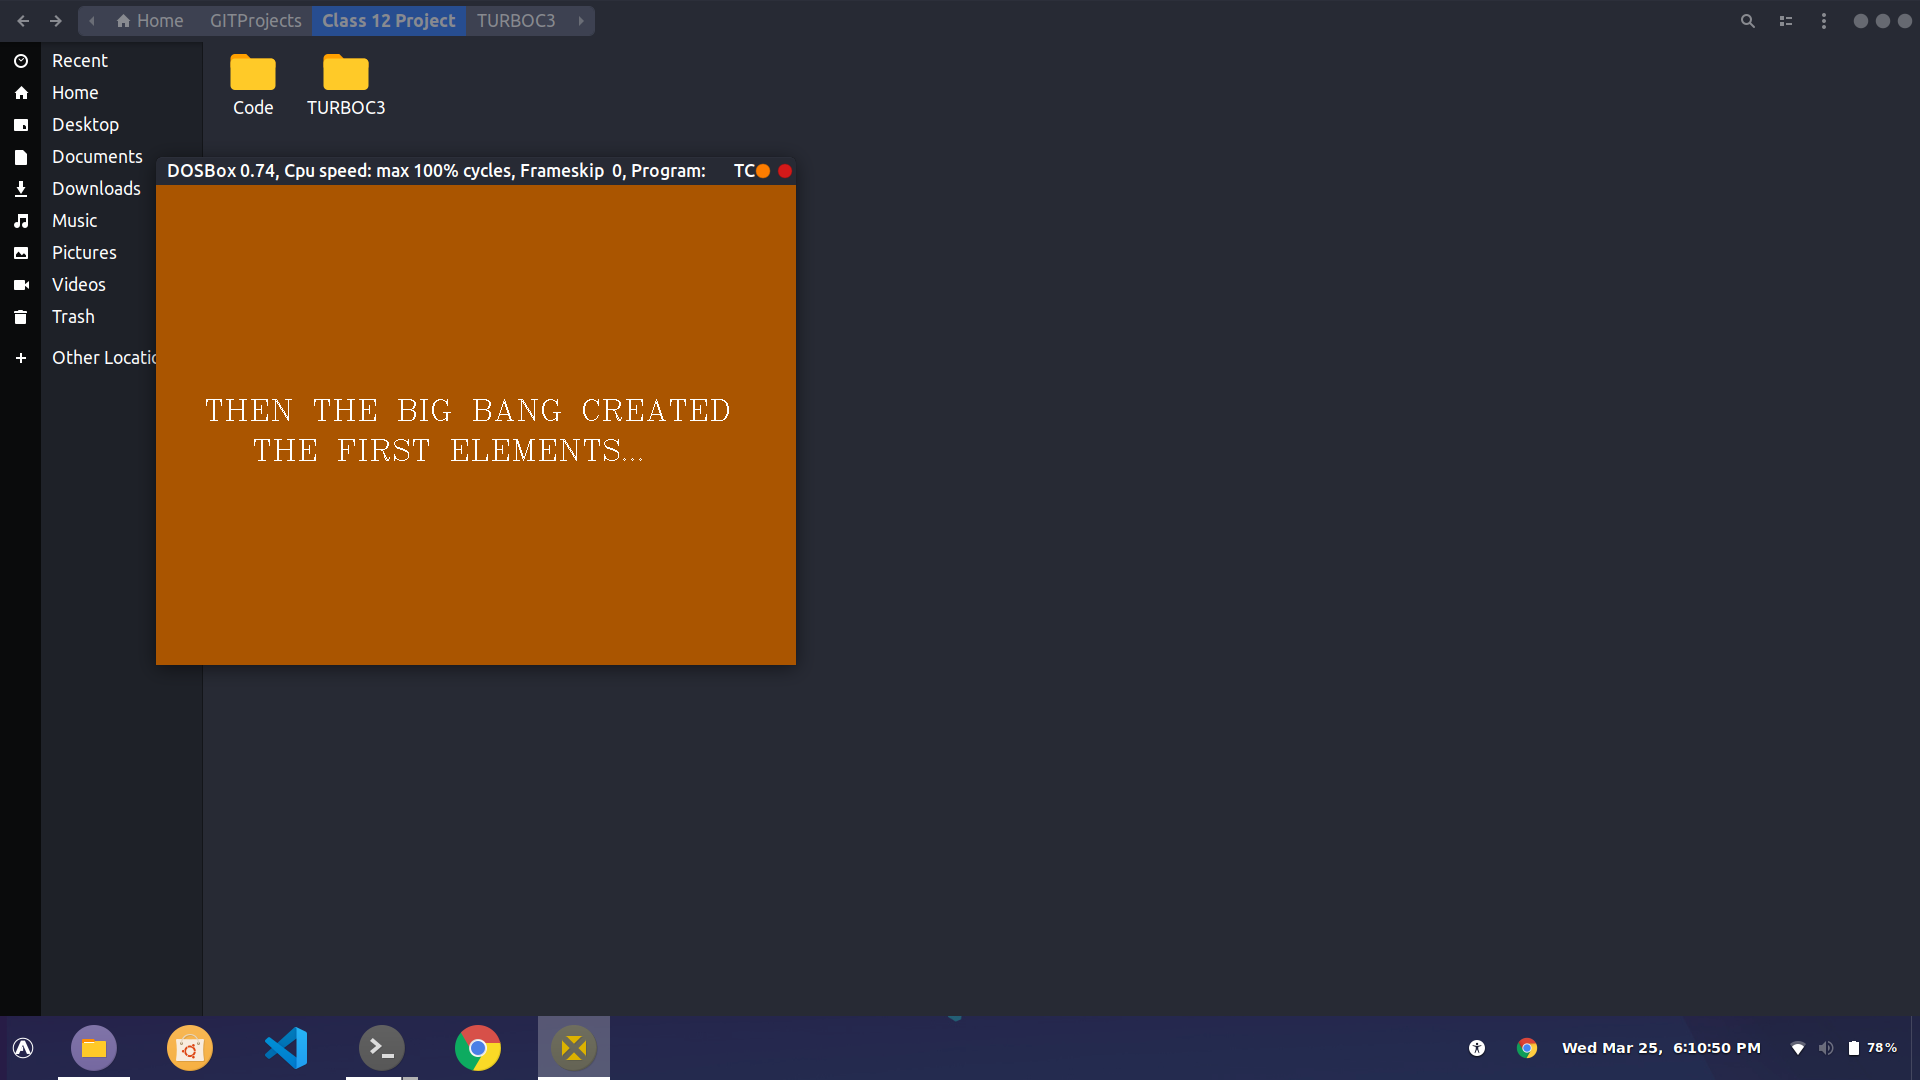 Home GITProjects Class 12 Project TURBOC3
Recent
Home
Desktop
Documents
Downloads
Music
Pictures
Videos
Trash
Other Locatio
Code TURBOC3
DOSBox 0.74, Cpu speed: max 100% cycles, Frameskip 0, Program: TC
THEN THE BIG BANG CREATED
THE FIRST ELEMENTS...
Wed Mar 25, 6:10:50 PM 78%